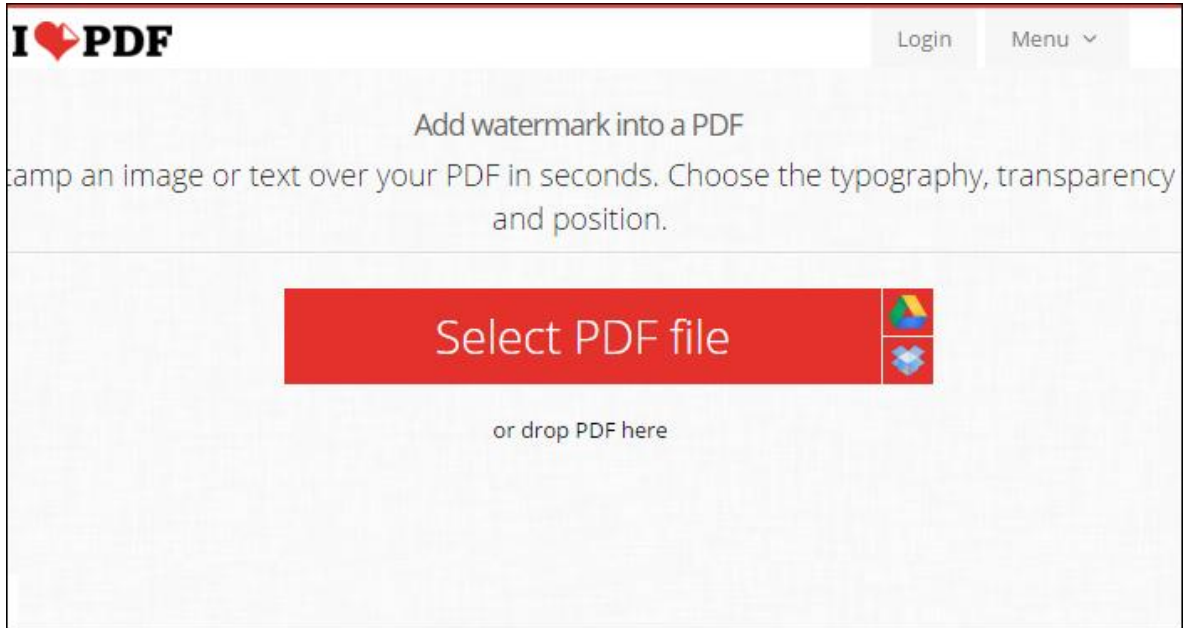 I PDF
Login
Menu
Add watermark into a PDF
tamp an image or text over your PDF in seconds. Choose the typography, transparency
and position.
Select PDF file
or drop PDF here